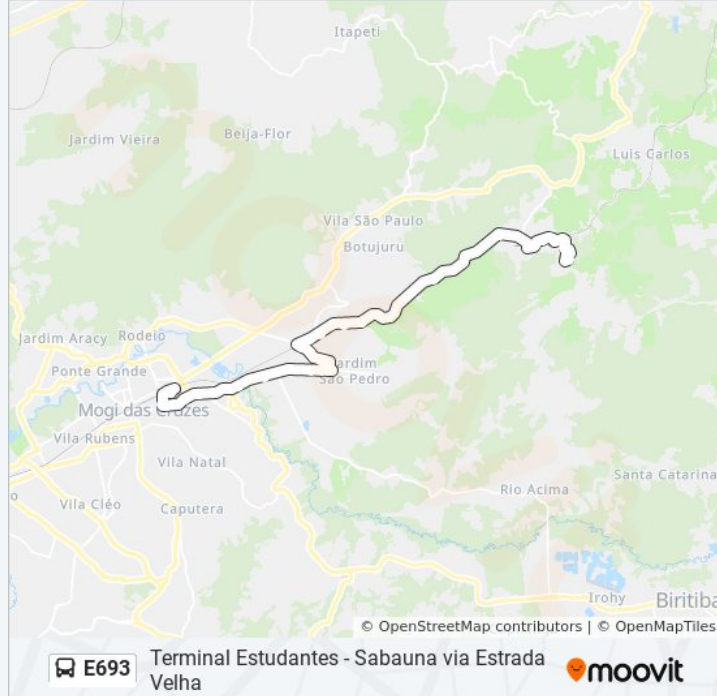 Itapeti
Jardim Vieira
Beija-Flor
Luis Carlos
Vila São Paulo
Botujuru
Jardim Aracy
Rodeio
Ponte Grande
Jardim
São Pedro
Mogi das Cruzes
Vila Rubens
Vila Natal
Santa Catarina
Rio Acima
Vila Cléo
Caputera
Irohy
Biritiba
© OpenStreetMap contributors | © OpenMapTiles
E693
Terminal Estudantes - Sabauna via Estrada
Velha
moovit